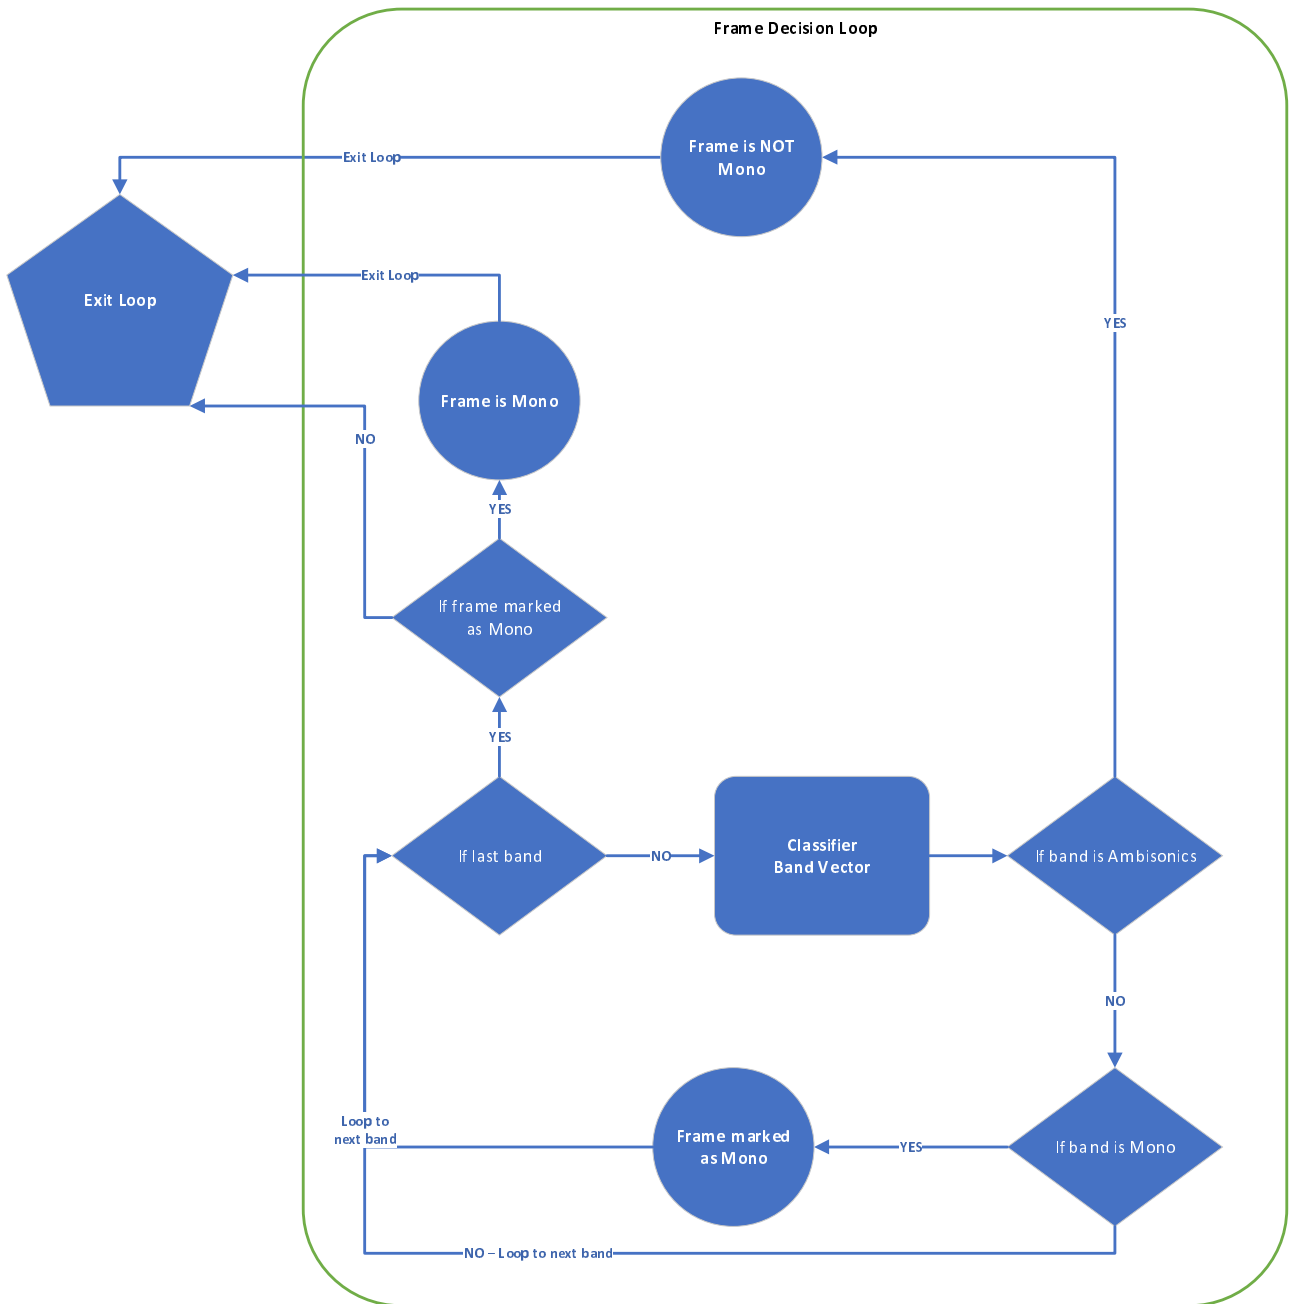 Frame Decision Loop
Frame is NOT
Mono
Exit Loop
Exit Loop
Exit Loop
YES
Frame is Mono
NO
YES
If frame marked
as Mono
YES
If last band
NO
Classifier
Band Vector
If band is Ambisonics
NO
Loop to
next band
Frame marked
as Mono
YES
If band is Mono
NO – Loop to next band